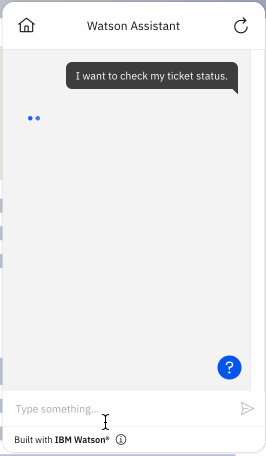 Watson Assistant
I want to check my ticket status.
?
Type something...
Built with IBM Watson®